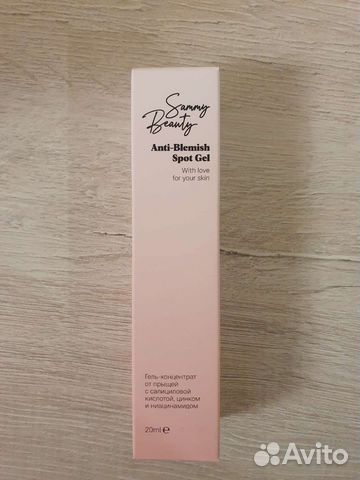 Sammy
Beauty
Anti-Blemish
Spot Gel
With love
for your skin
Гель-концентрат
от прыщей
с салициловой
кислотой, цинком
и ниацинамидом
20ml ℮
Avito